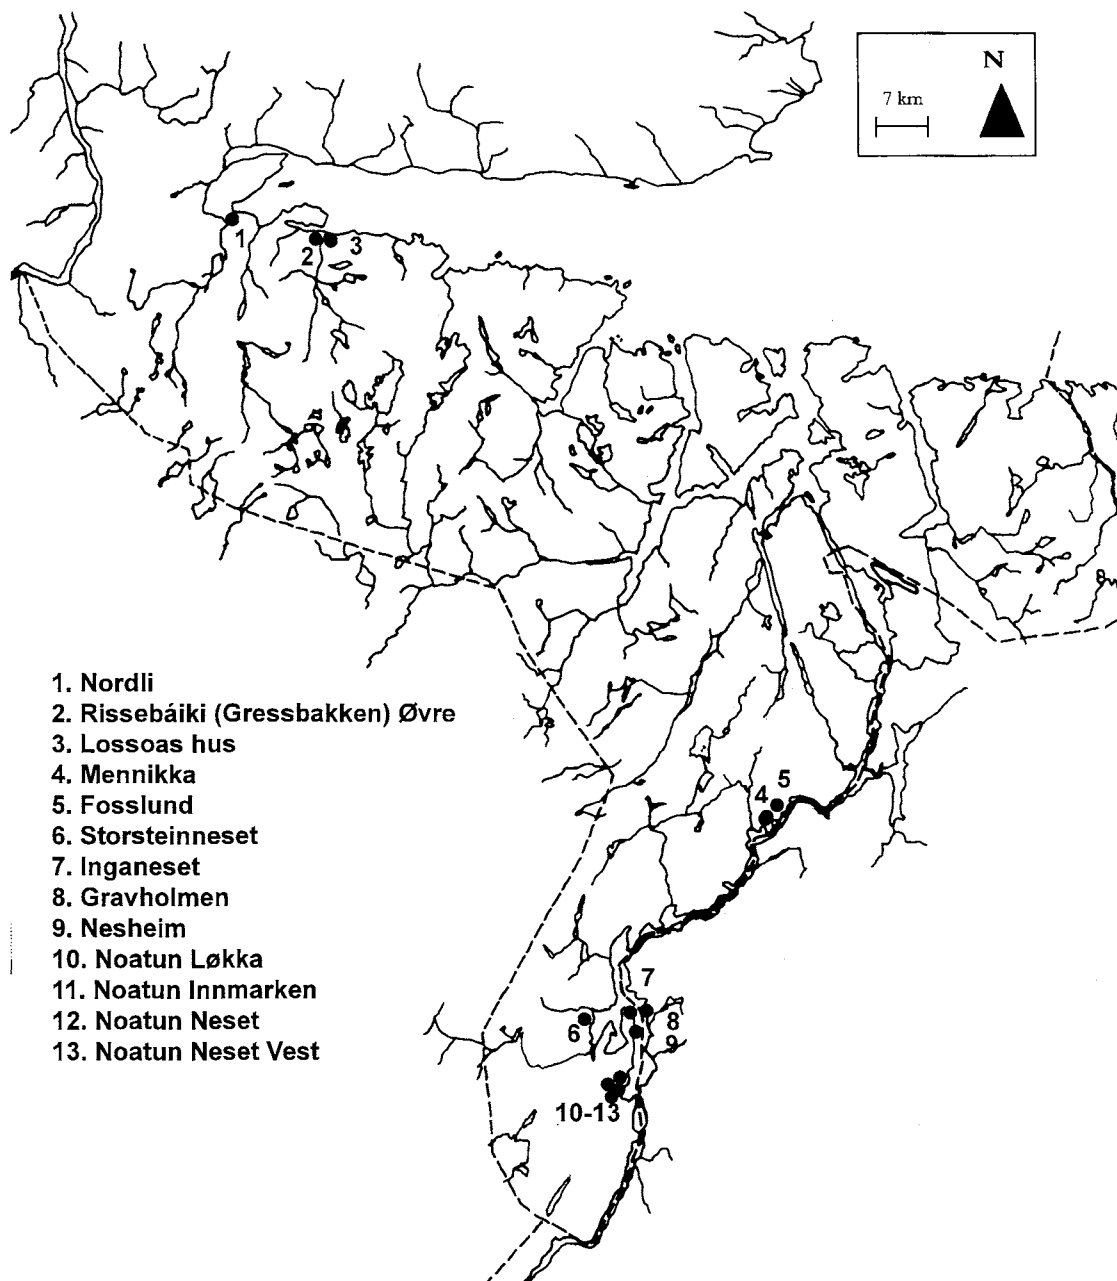 N
7 km
1
2
3
1. Nordli
2. Rissebáiki (Gressbakken) Øvre
3. Lossoas hus
4. Mennikka
5. Fosslund
6. Storsteinneset
7. Inganeset
8. Gravholmen
9. Nesheim
10. Noatun Løkka
11. Noatun Innmarken
12. Noatun Neset
13. Noatun Neset Vest
5
4
7
6
8
9
10-13